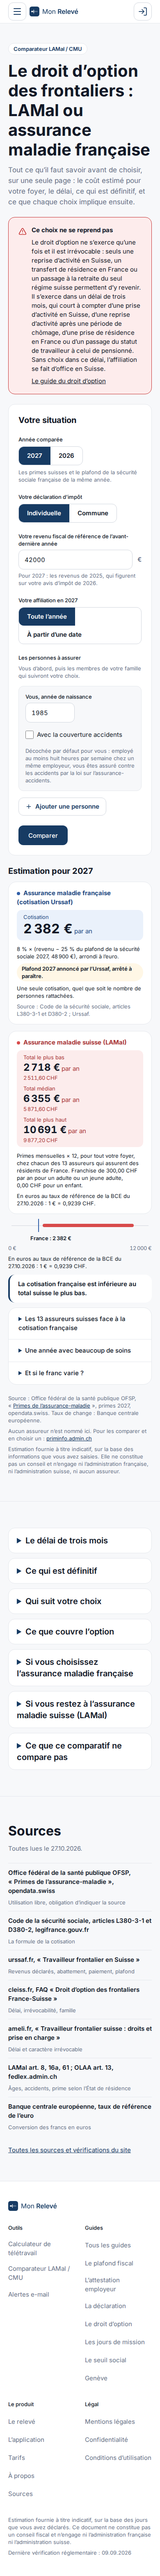 Mon Relevé
Comparateur LAMal / CMU
Le droit d’option
des frontaliers :
LAMal ou
assurance
maladie française
Tout ce qu’il faut savoir avant de choisir,
sur une seule page : le coût estimé pour
votre foyer, le délai, ce qui est définitif, et
ce que chaque choix implique ensuite.
Ce choix ne se reprend pas
Le droit d’option ne s’exerce qu’une
fois et il est irrévocable : seuls une
reprise d’activité en Suisse, un
transfert de résidence en France ou
un passage à la retraite du seul
régime suisse permettent d’y revenir.
Il s’exerce dans un délai de trois
mois, qui court à compter d’une prise
d’activité en Suisse, d’une reprise
d’activité après une période de
chômage, d’une prise de résidence
en France ou d’un passage du statut
de travailleur à celui de pensionné.
Sans choix dans ce délai, l’affiliation
se fait d’office en Suisse.
Le guide du droit d’option
Votre situation
Année comparée
2027 2026
Les primes suisses et le plafond de la sécurité
sociale française de la même année.
Votre déclaration d’impôt
Individuelle Commune
Votre revenu fiscal de référence de l’avant-
dernière année
42000 €
Pour 2027 : les revenus de 2025, qui figurent
sur votre avis d’impôt de 2026.
Votre affiliation en 2027
Toute l’année
À partir d’une date
Les personnes à assurer
Vous d’abord, puis les membres de votre famille
qui suivront votre choix.
Vous, année de naissance
1985
Avec la couverture accidents
Décochée par défaut pour vous : employé
au moins huit heures par semaine chez un
même employeur, vous êtes assuré contre
les accidents par la loi sur l’assurance-
accidents.
+ Ajouter une personne
Comparer
Estimation pour 2027
Assurance maladie française
(cotisation Urssaf)
Cotisation
2 382 € par an
8 % × (revenu − 25 % du plafond de la sécurité
sociale 2027, 48 900 €), arrondi à l’euro.
Plafond 2027 annoncé par l’Urssaf, arrêté à
paraître.
Une seule cotisation, quel que soit le nombre de
personnes rattachées.
Source : Code de la sécurité sociale, articles
L380-3-1 et D380-2 ; Urssaf.
Assurance maladie suisse (LAMal)
Total le plus bas
2 718 € par an
2 511,60 CHF
Total médian
6 355 € par an
5 871,60 CHF
Total le plus haut
10 691 € par an
9 877,20 CHF
Primes mensuelles × 12, pour tout votre foyer,
chez chacun des 13 assureurs qui assurent des
résidents de France. Franchise de 300,00 CHF
par an pour un adulte ou un jeune adulte,
0,00 CHF pour un enfant.
En euros au taux de référence de la BCE du
27.10.2026 : 1 € = 0,9239 CHF.
France : 2 382 €
0 € 12 000 €
En euros au taux de référence de la BCE du
27.10.2026 : 1 € = 0,9239 CHF.
La cotisation française est inférieure au
total suisse le plus bas.
Les 13 assureurs suisses face à la
cotisation française
Une année avec beaucoup de soins
Et si le franc varie ?
Source : Office fédéral de la santé publique OFSP,
« Primes de l’assurance-maladie », primes 2027,
opendata.swiss. Taux de change : Banque centrale
européenne.
Aucun assureur n’est nommé ici. Pour les comparer et
en choisir un : priminfo.admin.ch
Estimation fournie à titre indicatif, sur la base des
informations que vous avez saisies. Elle ne constitue
pas un conseil et n’engage ni l’administration française,
ni l’administration suisse, ni aucun assureur.
Le délai de trois mois
Ce qui est définitif
Qui suit votre choix
Ce que couvre l’option
Si vous choisissez
l’assurance maladie française
Si vous restez à l’assurance
maladie suisse (LAMal)
Ce que ce comparatif ne
compare pas
Sources
Toutes lues le 27.10.2026.
Office fédéral de la santé publique OFSP,
« Primes de l’assurance-maladie »,
opendata.swiss
Utilisation libre, obligation d’indiquer la source
Code de la sécurité sociale, articles L380-3-1 et
D380-2, legifrance.gouv.fr
La formule de la cotisation
urssaf.fr, « Travailleur frontalier en Suisse »
Revenus déclarés, abattement, paiement, plafond
cleiss.fr, FAQ « Droit d’option des frontaliers
France-Suisse »
Délai, irrévocabilité, famille
ameli.fr, « Travailleur frontalier suisse : droits et
prise en charge »
Délai et caractère irrévocable
LAMal art. 8, 16a, 61 ; OLAA art. 13,
fedlex.admin.ch
Âges, accidents, prime selon l’État de résidence
Banque centrale européenne, taux de référence
de l’euro
Conversion des francs en euros
Toutes les sources et vérifications du site
Mon Relevé
Outils
Calculateur de
télétravail
Comparateur LAMal /
CMU
Alertes e-mail
Guides
Tous les guides
Le plafond fiscal
L’attestation
employeur
La déclaration
Le droit d’option
Les jours de mission
Le seuil social
Genève
Le produit
Le relevé
L’application
Tarifs
À propos
Sources
Légal
Mentions légales
Confidentialité
Conditions d’utilisation
Estimation fournie à titre indicatif, sur la base des jours
que vous avez déclarés. Ce document ne constitue pas
un conseil fiscal et n’engage ni l’administration française
ni l’administration suisse.
Dernière vérification réglementaire : 09.09.2026